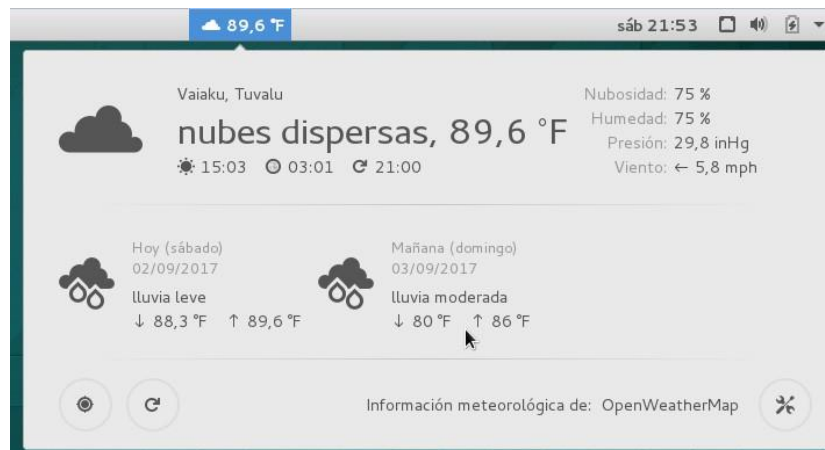 89,6 °F
sáb 21:53
Vaiaku, Tuvalu
nubes dispersas, 89,6 °F
15:03 03:01 21:00
Nubosidad: 75 %
Humedad: 75 %
Presión: 29,8 inHg
Viento: ← 5,8 mph
Hoy (sábado)
02/09/2017
lluvia leve
↓ 88,3 °F ↑ 89,6 °F
Mañana (domingo)
03/09/2017
lluvia moderada
↓ 80 °F ↑ 86 °F
Información meteorológica de: OpenWeatherMap